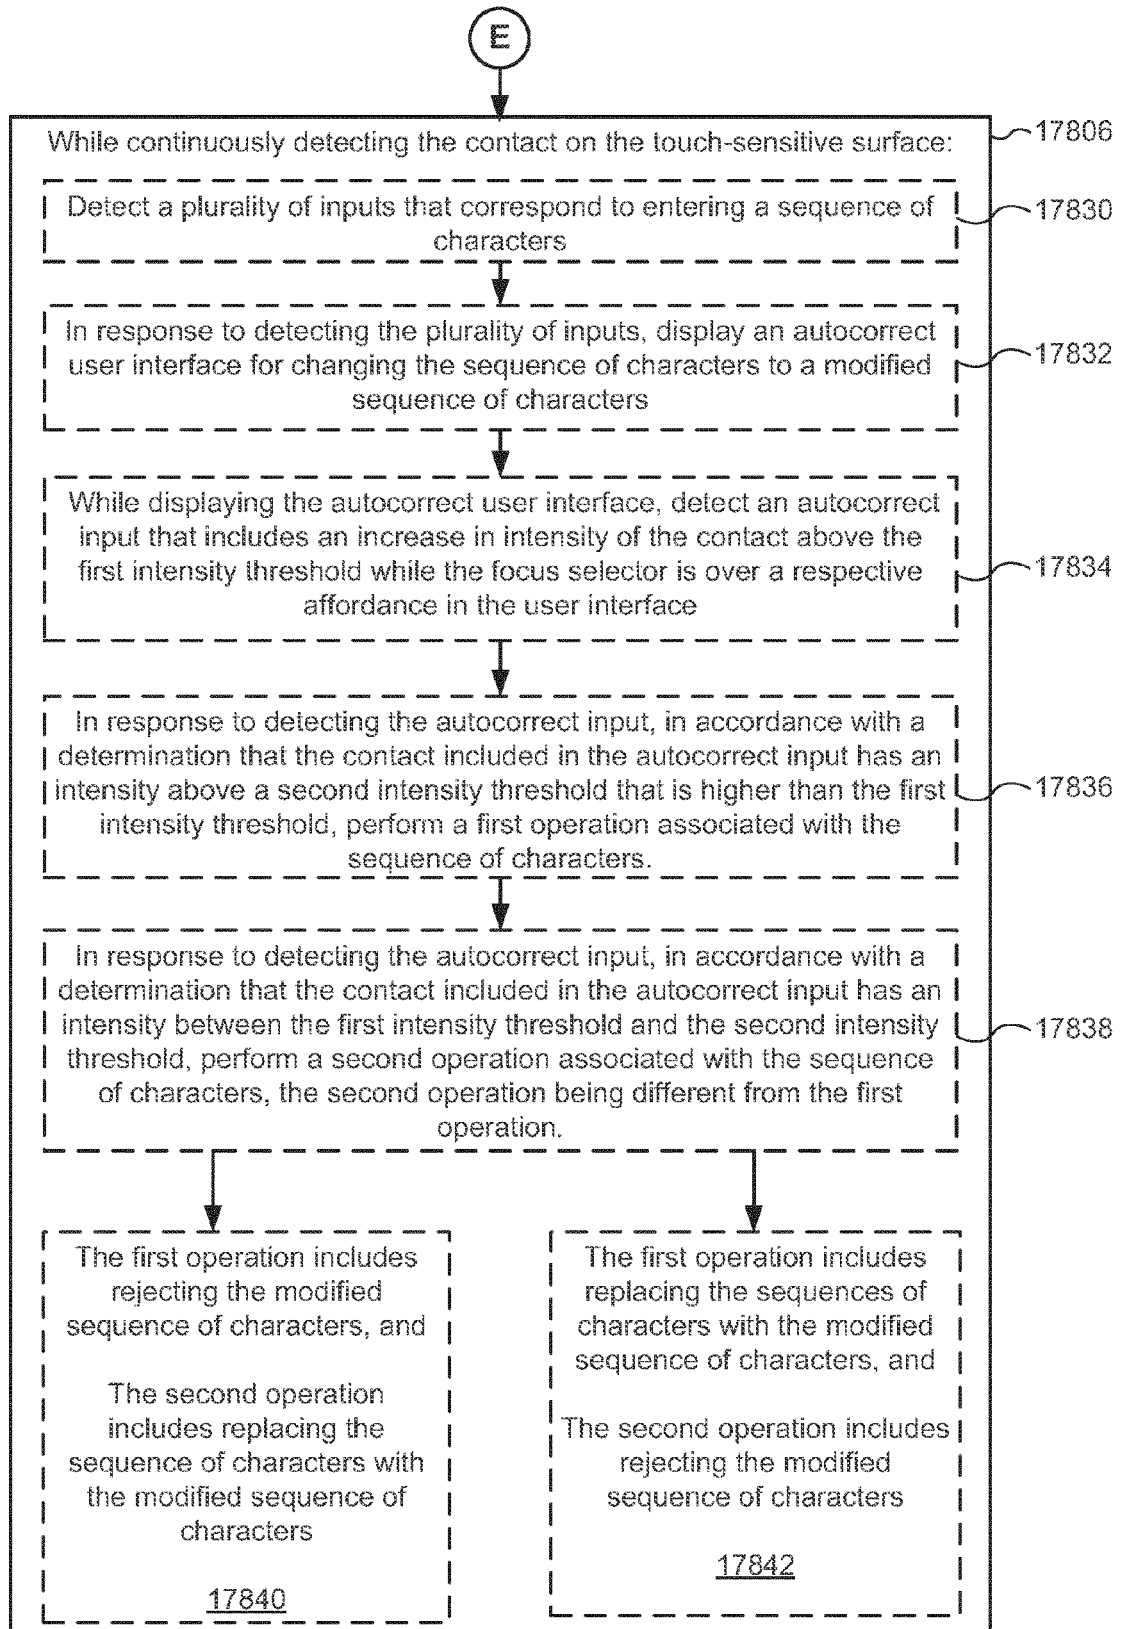 E
While continuously detecting the contact on the touch-sensitive surface:
17806
Detect a plurality of inputs that correspond to entering a sequence of
characters
17830
In response to detecting the plurality of inputs, display an autocorrect
user interface for changing the sequence of characters to a modified
sequence of characters
17832
While displaying the autocorrect user interface, detect an autocorrect
input that includes an increase in intensity of the contact above the
first intensity threshold while the focus selector is over a respective
affordance in the user interface
17834
In response to detecting the autocorrect input, in accordance with a
determination that the contact included in the autocorrect input has an
intensity above a second intensity threshold that is higher than the first
intensity threshold, perform a first operation associated with the
sequence of characters.
17836
In response to detecting the autocorrect input, in accordance with a
determination that the contact included in the autocorrect input has an
intensity between the first intensity threshold and the second intensity
threshold, perform a second operation associated with the sequence
of characters, the second operation being different from the first
operation.
17838
The first operation includes
rejecting the modified
sequence of characters, and
The second operation
includes replacing the
sequence of characters with
the modified sequence of
characters
17840
The first operation includes
replacing the sequences of
characters with the modified
sequence of characters, and
The second operation includes
rejecting the modified
sequence of characters
17842